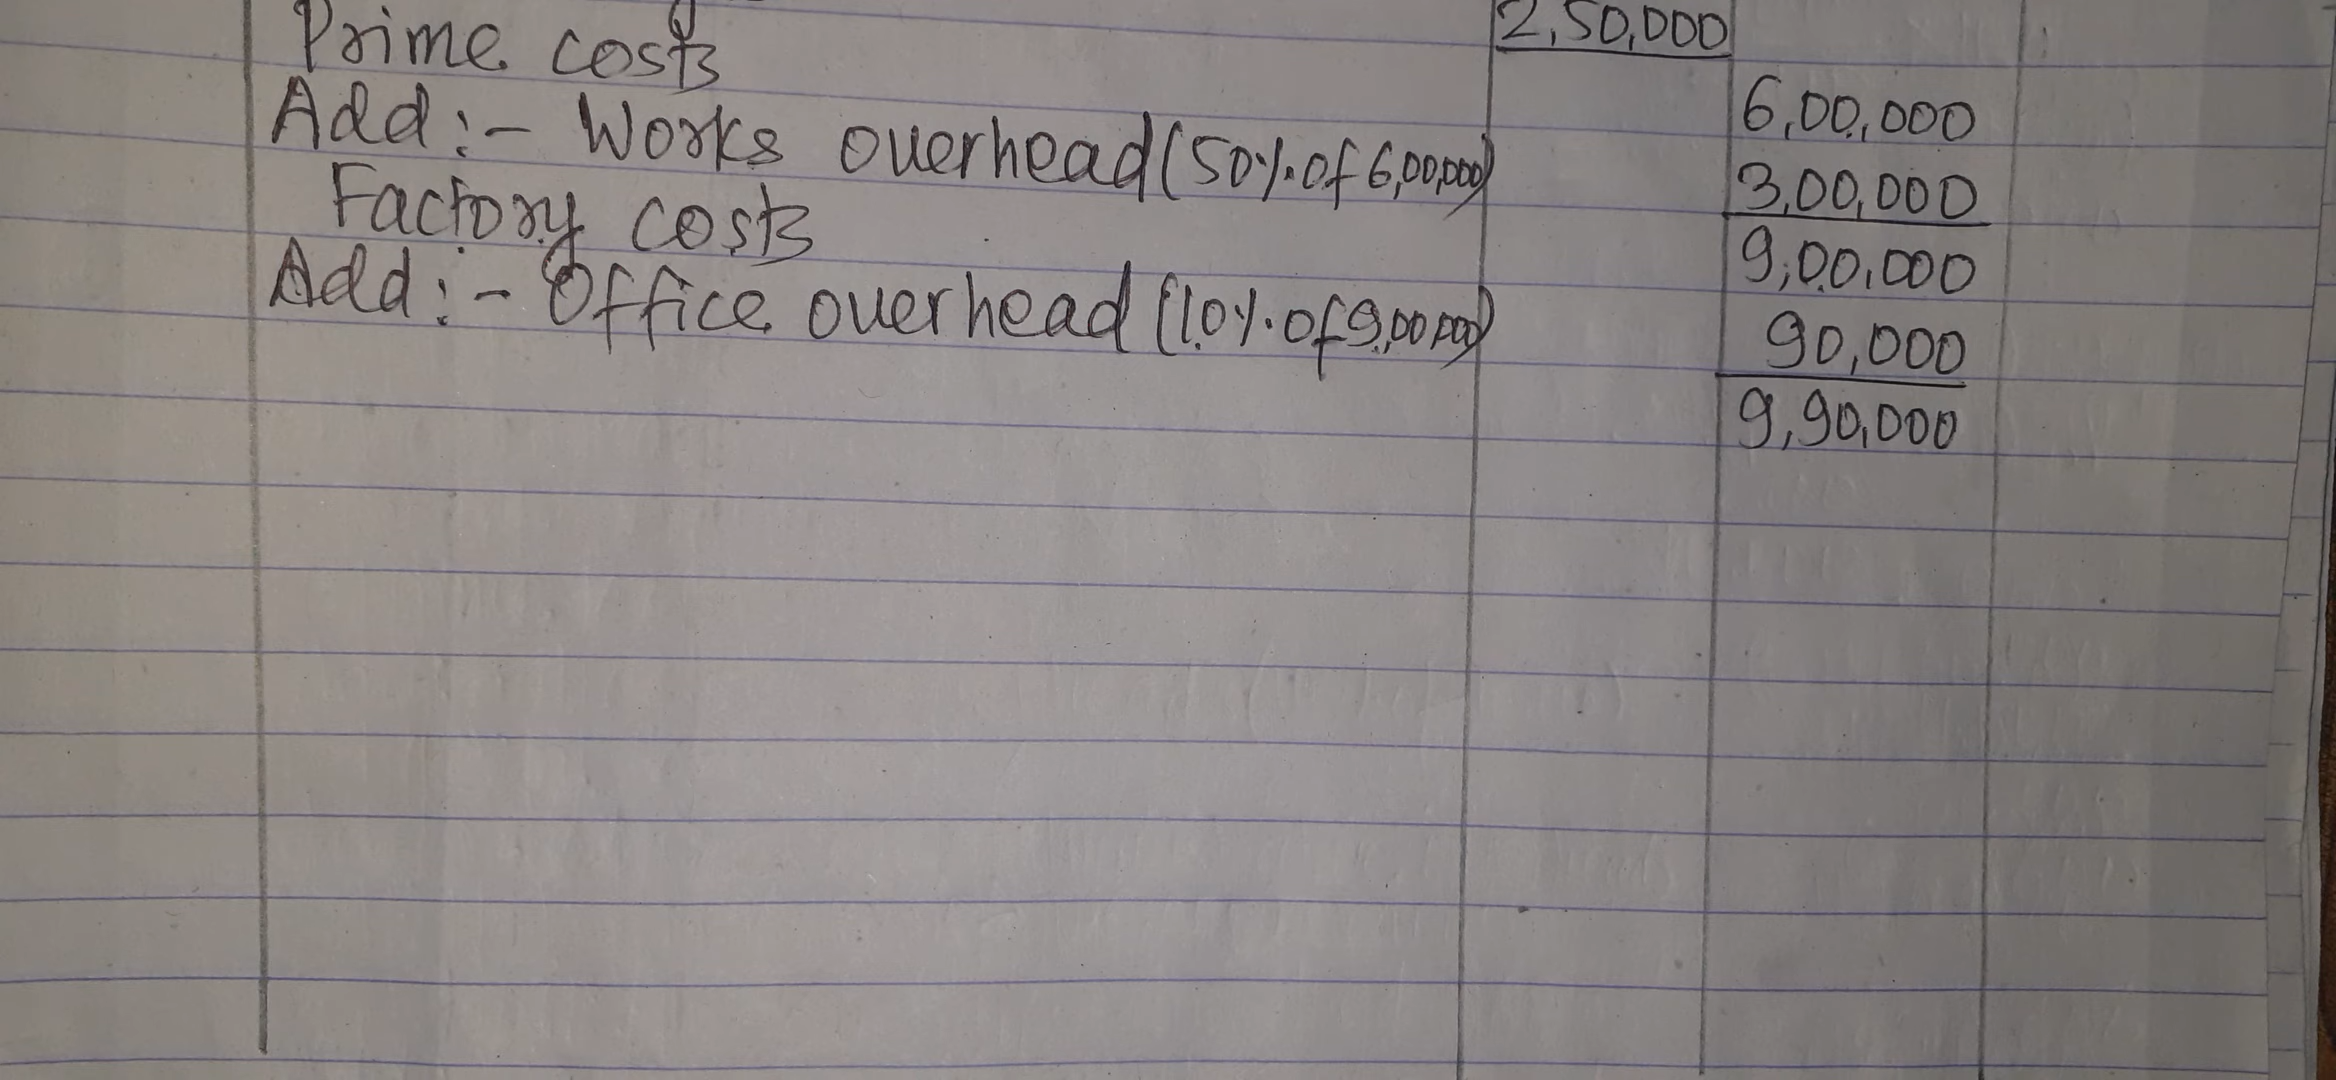 2,50,000
Prime costs 6,00,000
Add:- Works overhead (50% of 6,00,000) 3,00,000
Factory costs 9,00,000
Add:- Office overhead (10% of 9,00,000) 90,000
9,90,000